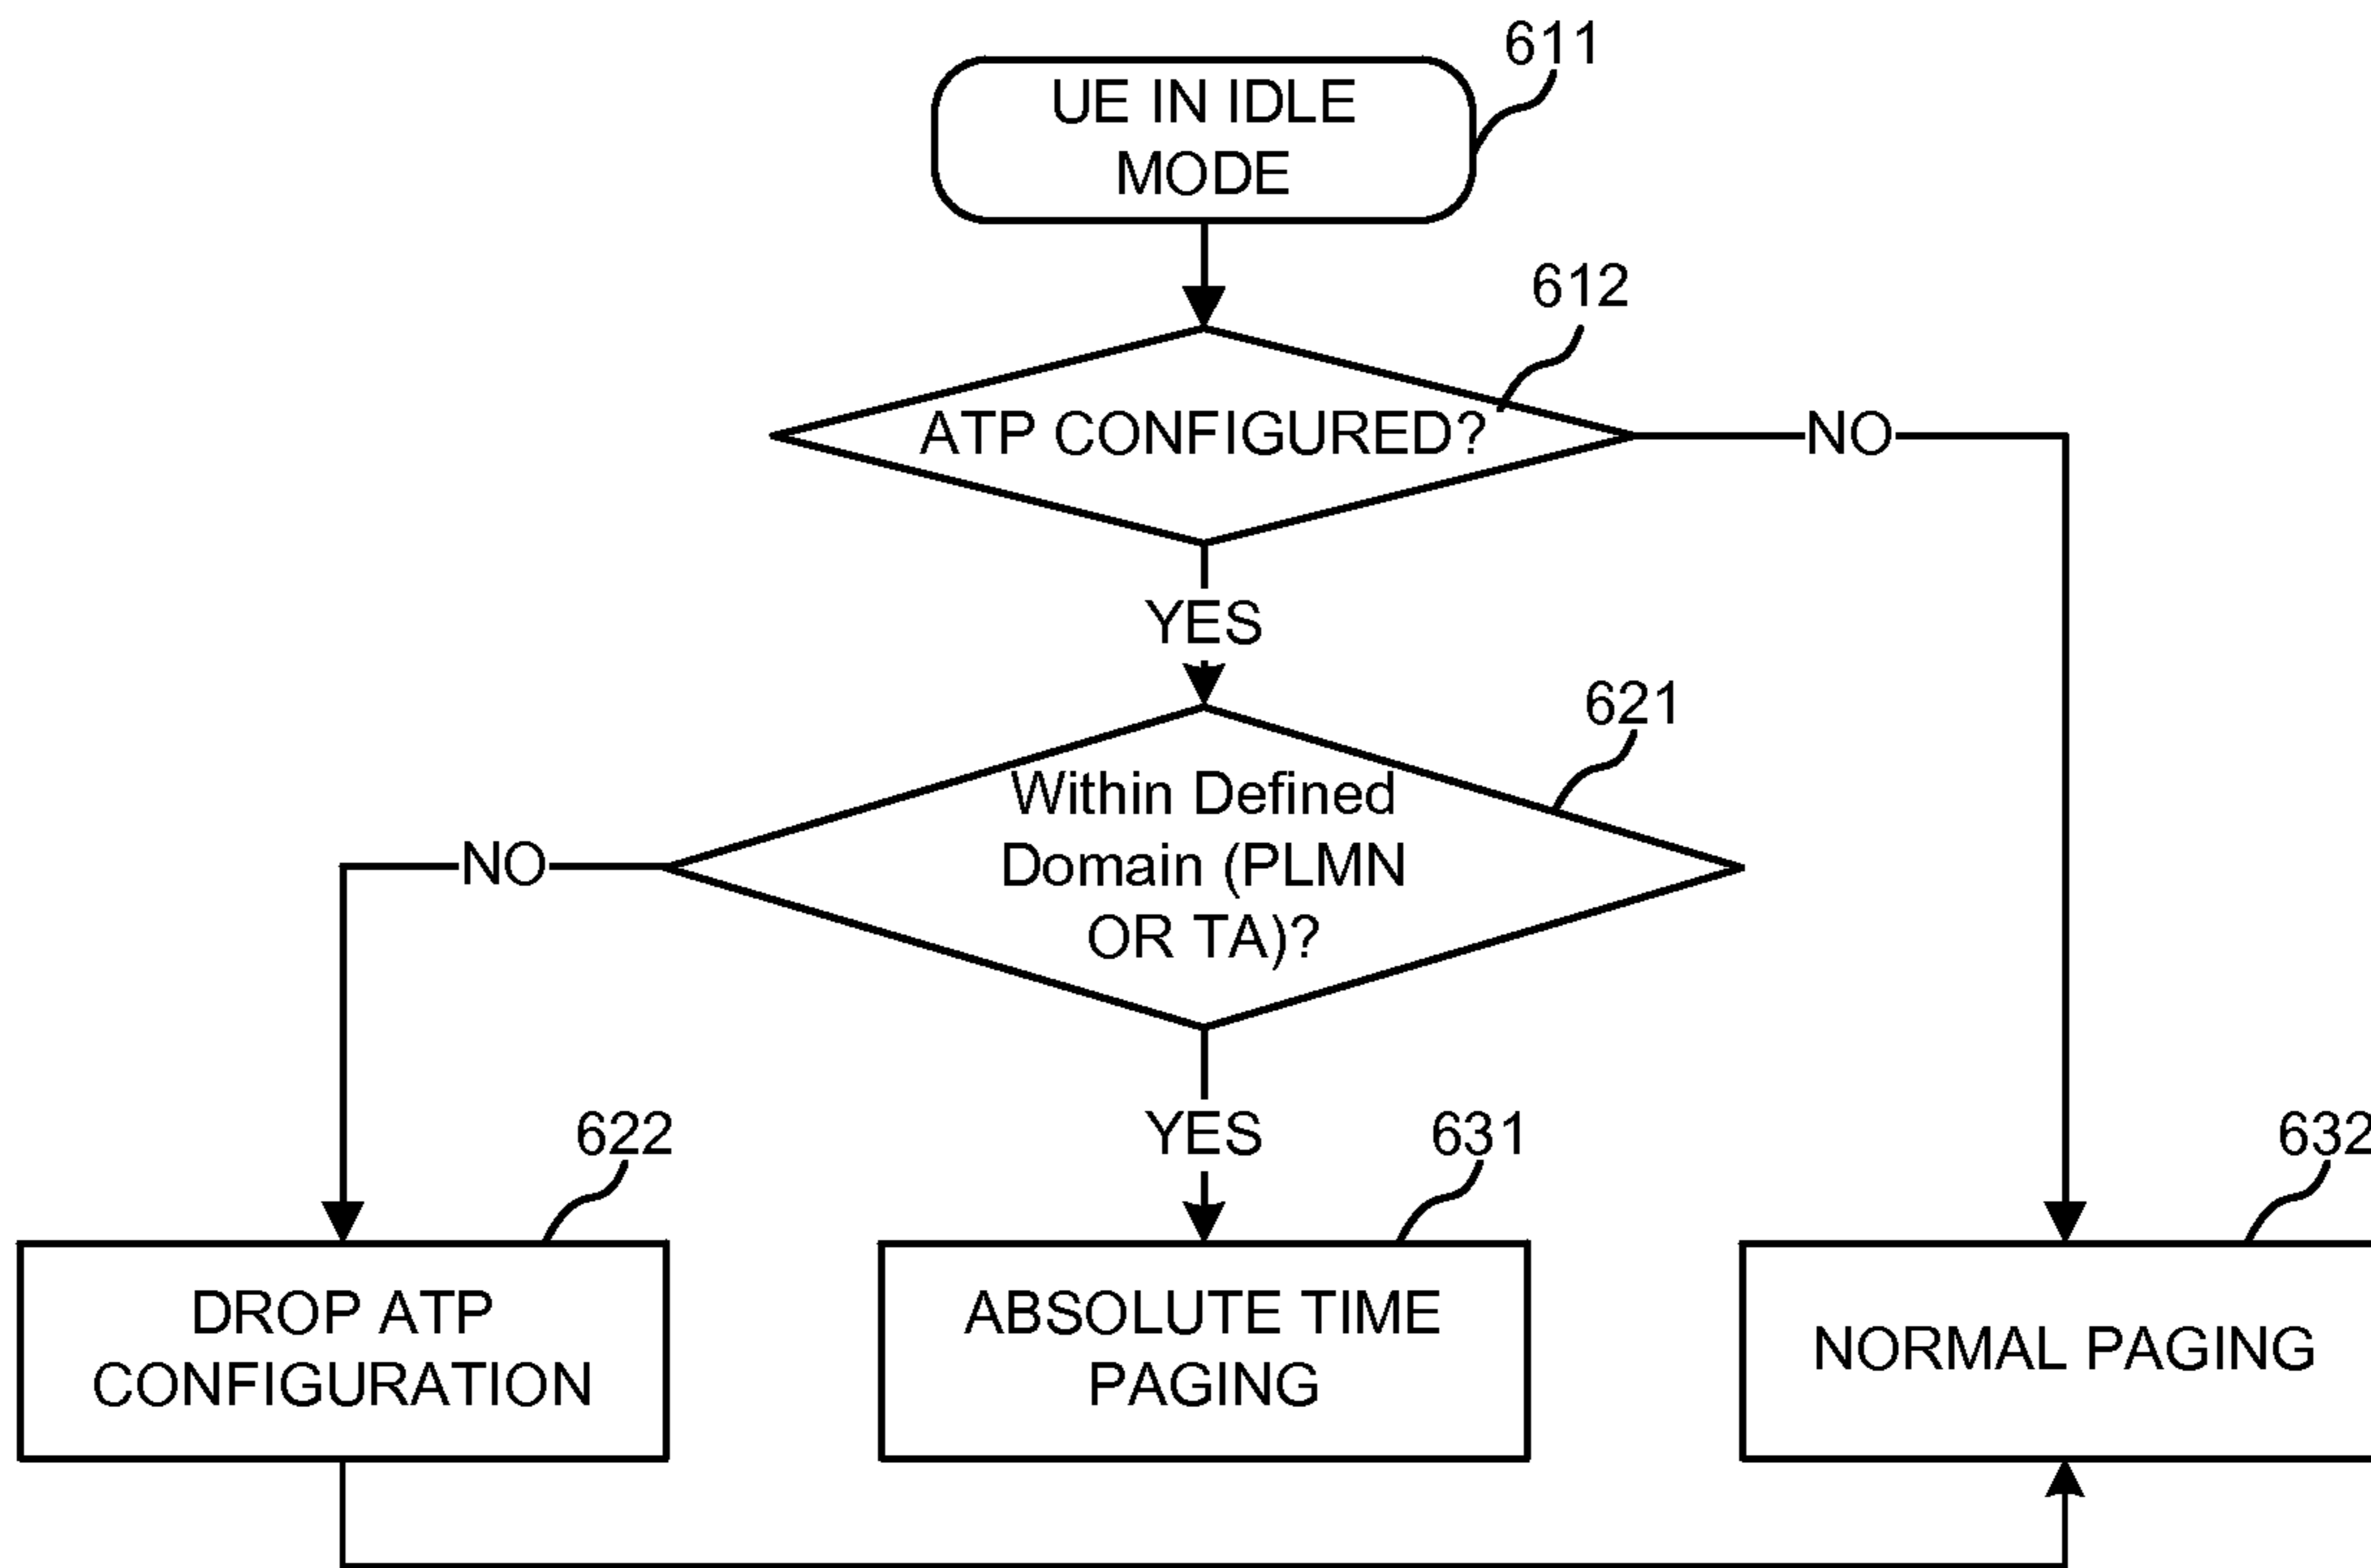 611
UE IN IDLE
MODE
612
ATP CONFIGURED?
NO
YES
621
Within Defined
Domain (PLMN
OR TA)?
NO
YES
622
631
632
DROP ATP
CONFIGURATION
ABSOLUTE TIME
PAGING
NORMAL PAGING